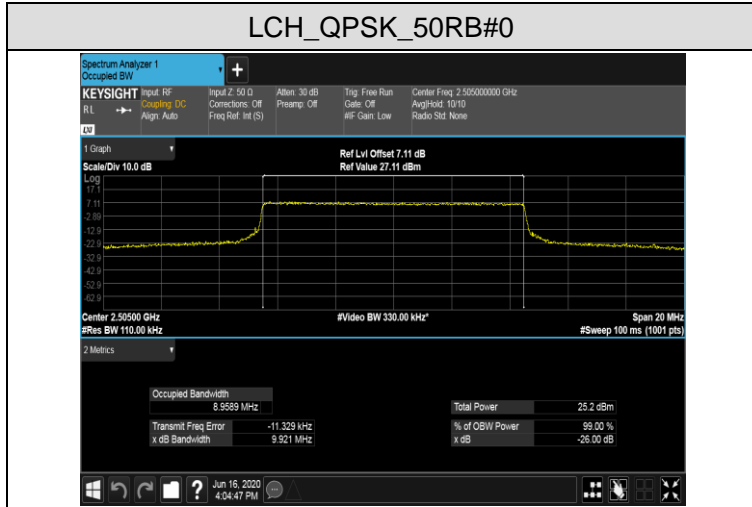 LCH_QPSK_50RB#0
Spectrum Analyzer 1
Occupied BW
+
KEYSIGHT Input: RF Input Z: 50 Ω Atten: 30 dB Trig: Free Run Center Freq: 2.505000000 GHz
RL Coupling: DC Corrections: Off Preamp: Off Gate: Off Avg|Hold: 10/10
Align: Auto Freq Ref: Int (S) #IF Gain: Low Radio Std: None
LXI
1 Graph
Ref Lvl Offset 7.11 dB
Scale/Div 10.0 dB Ref Value 27.11 dBm
Log
17.1
7.11
-2.89
-12.9
-22.9
-32.9
-42.9
-52.9
-62.9
Center 2.50500 GHz #Video BW 330.00 kHz* Span 20 MHz
#Res BW 110.00 kHz #Sweep 100 ms (1001 pts)
2 Metrics
Occupied Bandwidth
8.9589 MHz Total Power 25.2 dBm
Transmit Freq Error -11.329 kHz % of OBW Power 99.00 %
x dB Bandwidth 9.921 MHz x dB -26.00 dB
? Jun 16, 2020
4:04:47 PM